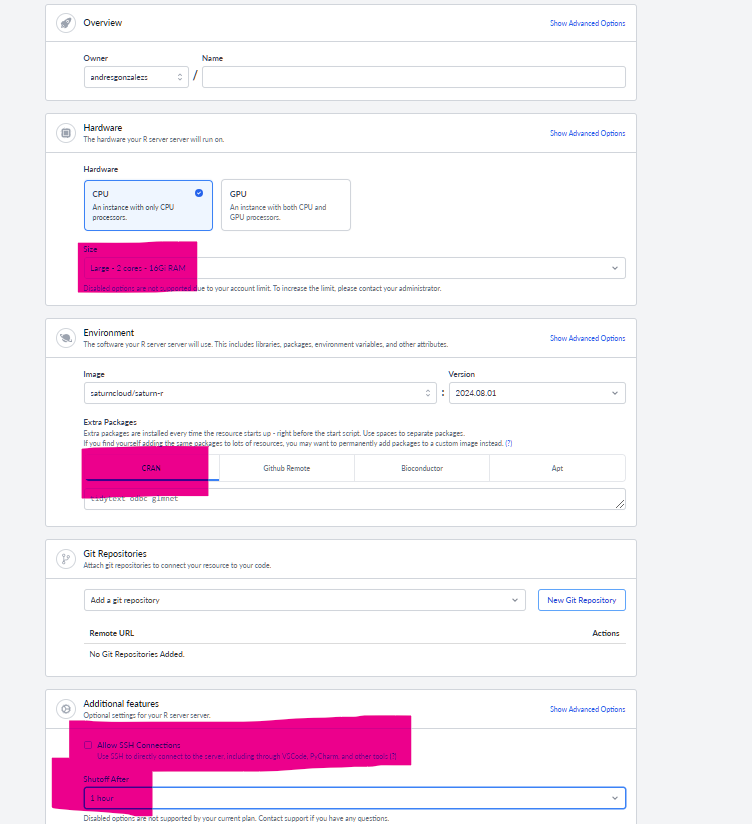 Overview
Show Advanced Options
Owner
Name
andresgonzalezs
/
Hardware
The hardware your R server server will run on.
Show Advanced Options
Hardware
CPU
An instance with only CPU
processors.
GPU
An instance with both CPU and
GPU processors.
Size
Large - 2 cores - 16Gi RAM
Disabled options are not supported due to your account limit. To increase the limit, please contact your administrator.
Environment
The software your R server server will use. This includes libraries, packages, environment variables, and other attributes.
Show Advanced Options
Image
Version
saturncloud/saturn-r
:
2024.08.01
Extra Packages
Extra packages are installed every time the resource starts up - right before the start script. Use spaces to separate packages.
If you find yourself adding the same packages to lots of resources, you may want to permanently add packages to a custom image instead. (?)
CRAN
Github Remote
Bioconductor
Apt
tidytext odbc glmnet
Git Repositories
Attach git repositories to connect your resource to your code.
Add a git repository
New Git Repository
Remote URL
Actions
No Git Repositories Added.
Additional features
Optional settings for your R server server.
Show Advanced Options
Allow SSH Connections
Use SSH to directly connect to the server, including through VSCode, PyCharm, and other tools (?)
Shutoff After
1 hour
Disabled options are not supported by your current plan. Contact support if you have any questions.